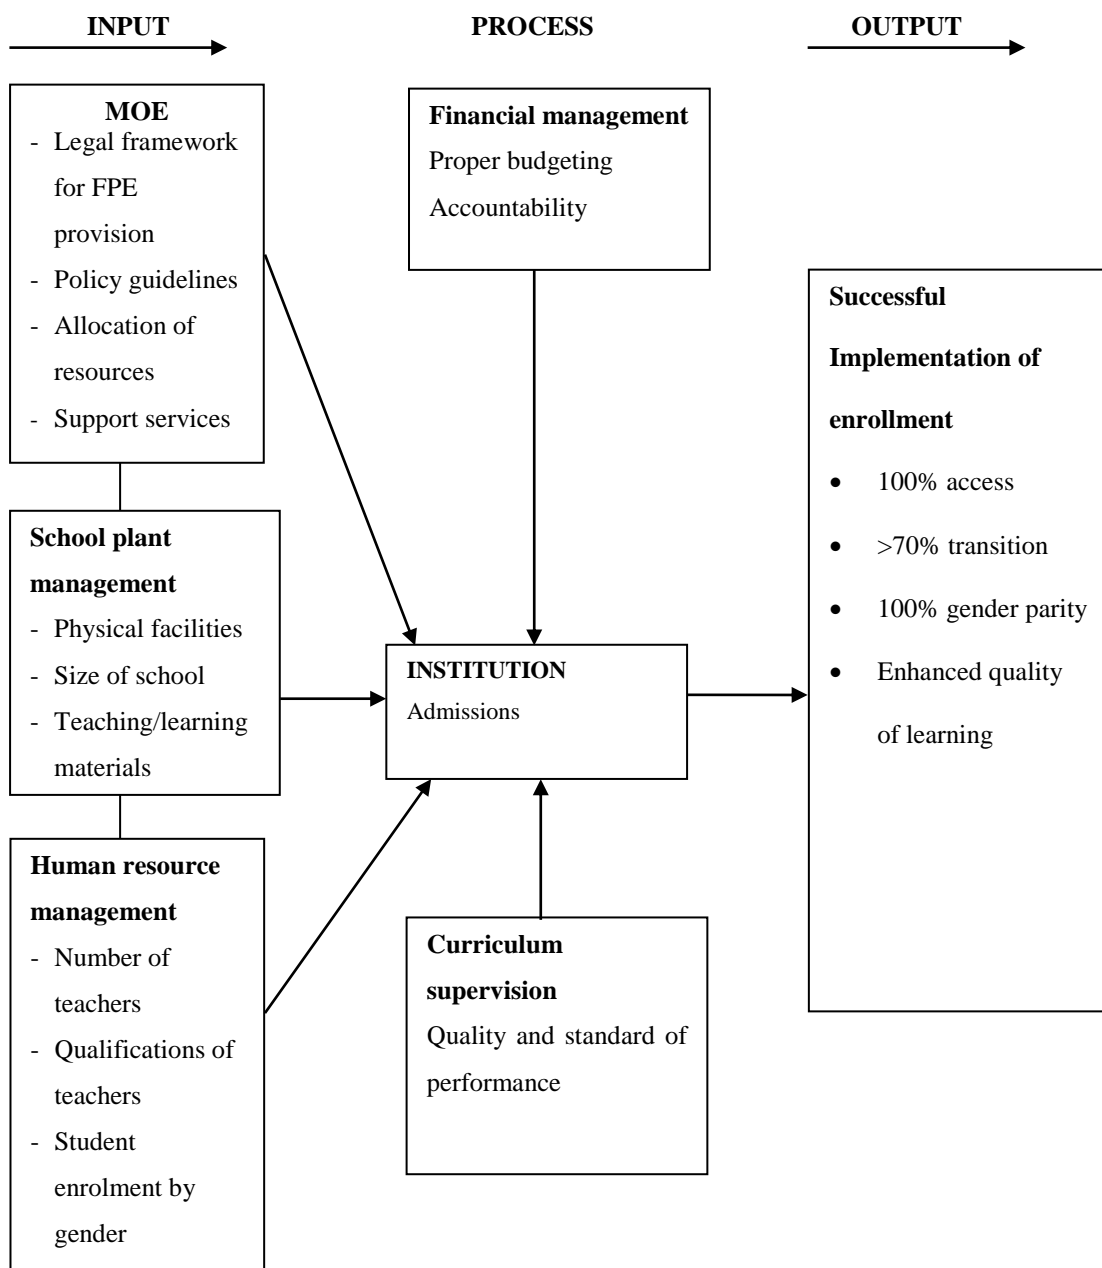 INPUT
PROCESS
OUTPUT
MOE
- Legal framework
for FPE
provision
- Policy guidelines
- Allocation of
resources
- Support services
School plant
management
- Physical facilities
- Size of school
- Teaching/learning
materials
Human resource
management
- Number of
teachers
- Qualifications of
teachers
- Student
enrolment by
gender
Financial management
Proper budgeting
Accountability
INSTITUTION
Admissions
Curriculum
supervision
Quality and standard of
performance
Successful
Implementation of
enrollment
• 100% access
• >70% transition
• 100% gender parity
• Enhanced quality
of learning